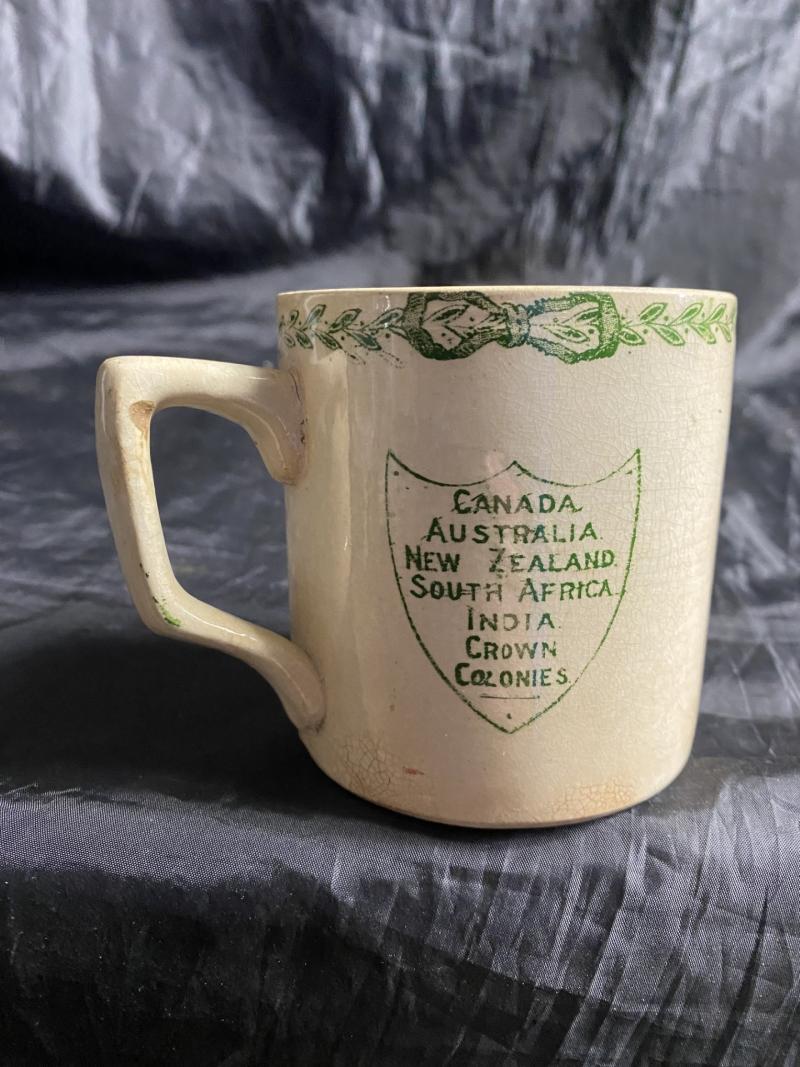 CANADA
AUSTRALIA.
NEW ZEALAND.
SOUTH AFRICA.
INDIA.
CROWN
COLONIES.